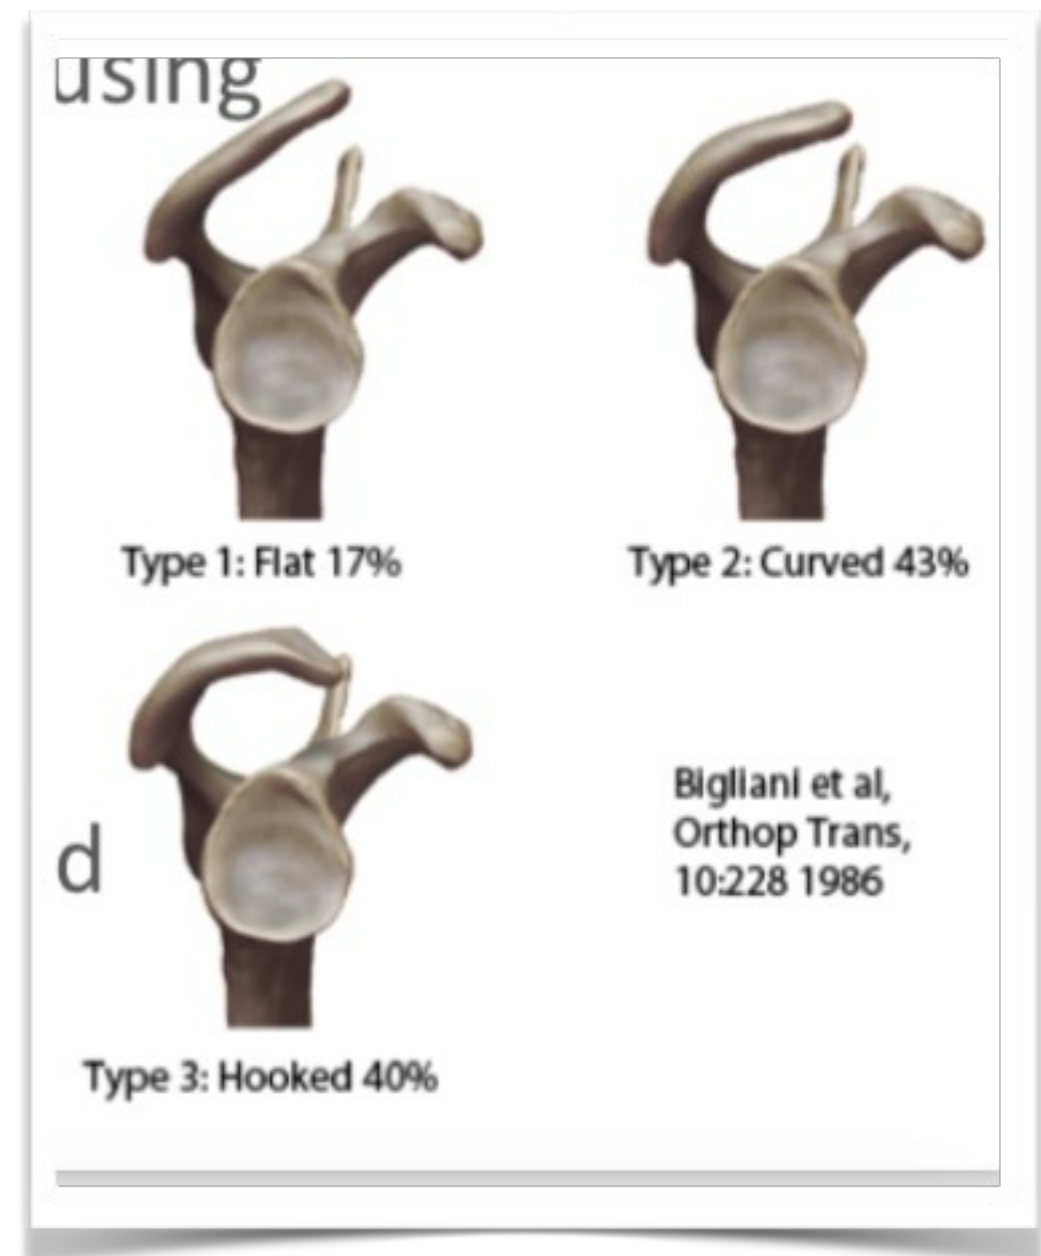 using
Type 1: Flat 17%
Type 2: Curved 43%
d
Bigliani et al,
Orthop Trans,
10:228 1986
Type 3: Hooked 40%